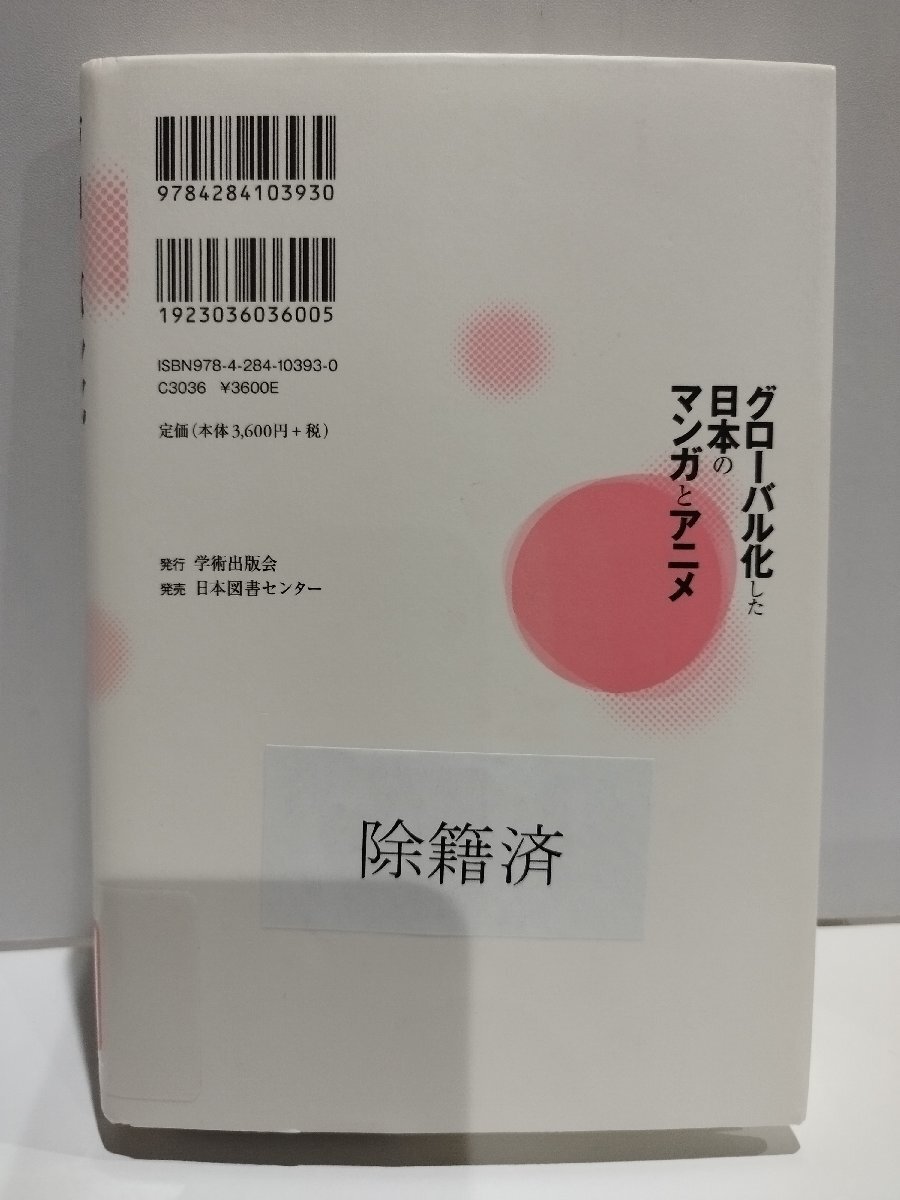 9784284103930
1923036036005
ISBN978-4-284-10393-0
C3036 ¥3600E
定価(本体3,600円+税)
発行 学術出版会
発売 日本図書センター
グローバル化した
日本の
マンガとアニメ
除籍済